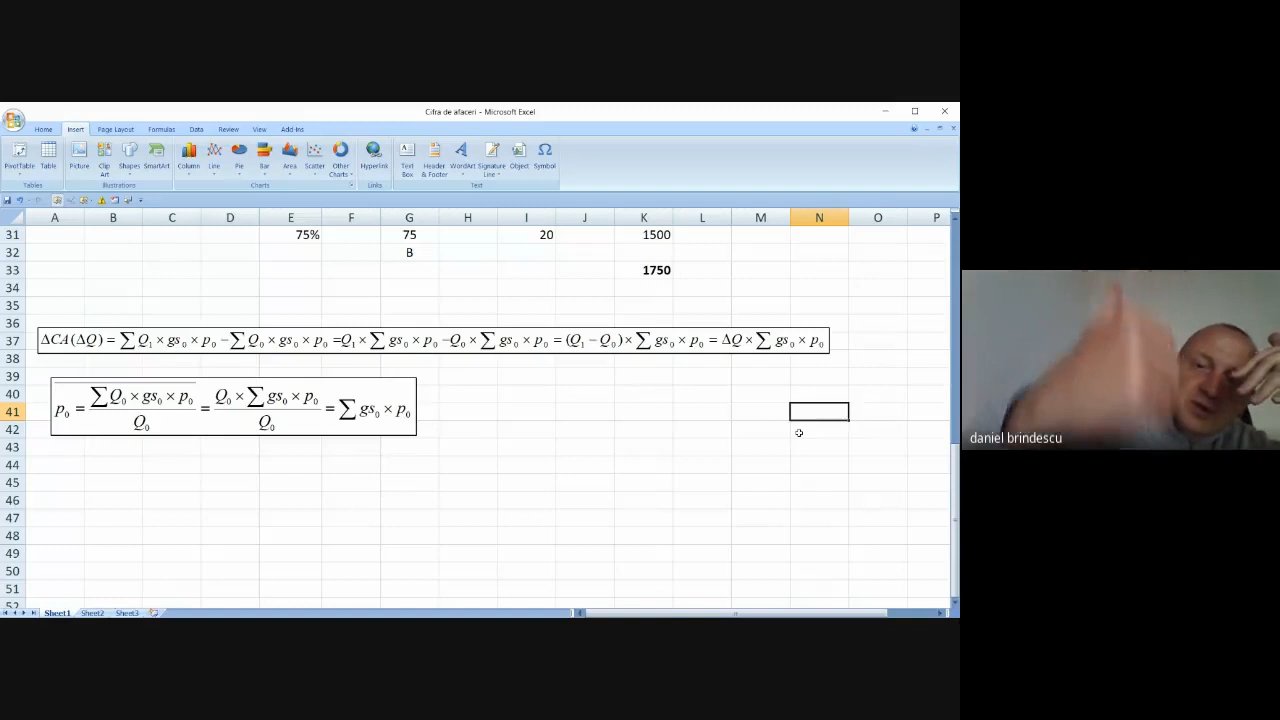 Cifra de afaceri - Microsoft Excel
Home Insert Page Layout Formulas Data Review View Add-Ins
PivotTable Table Picture Clip Art Shapes SmartArt Column Line Pie Bar Area Scatter Other Charts Hyperlink Text Box Header & Footer WordArt Signature Line Object Symbol
Tables Illustrations Charts Links Text
A B C D E F G H I J K L M N O P
31 75% 75 20 1500
32 B
33 1750
34
35
36
37 ΔCA(ΔQ) = ∑ Q₁ × gs₀ × p₀ − ∑ Q₀ × gs₀ × p₀ = Q₁ × ∑ gs₀ × p₀ − Q₀ × ∑ gs₀ × p₀ = (Q₁ − Q₀) × ∑ gs₀ × p₀ = ΔQ × ∑ gs₀ × p₀
38
39
40 p₀ = ∑ Q₀ × gs₀ × p₀ / Q₀ = Q₀ × ∑ gs₀ × p₀ / Q₀ = ∑ gs₀ × p₀
41
42
43
44
45
46
47
48
49
50
51
52
Sheet1 Sheet2 Sheet3
daniel brindescu